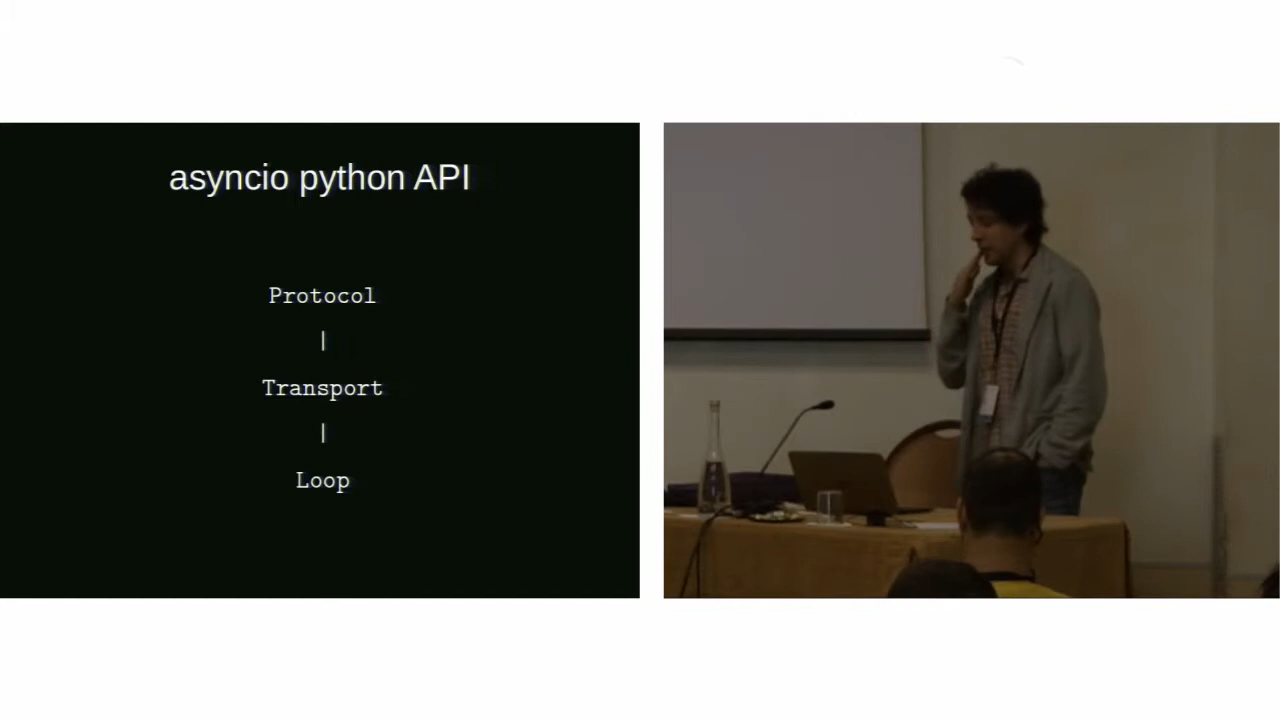 asyncio python API
Protocol
|
Transport
|
Loop